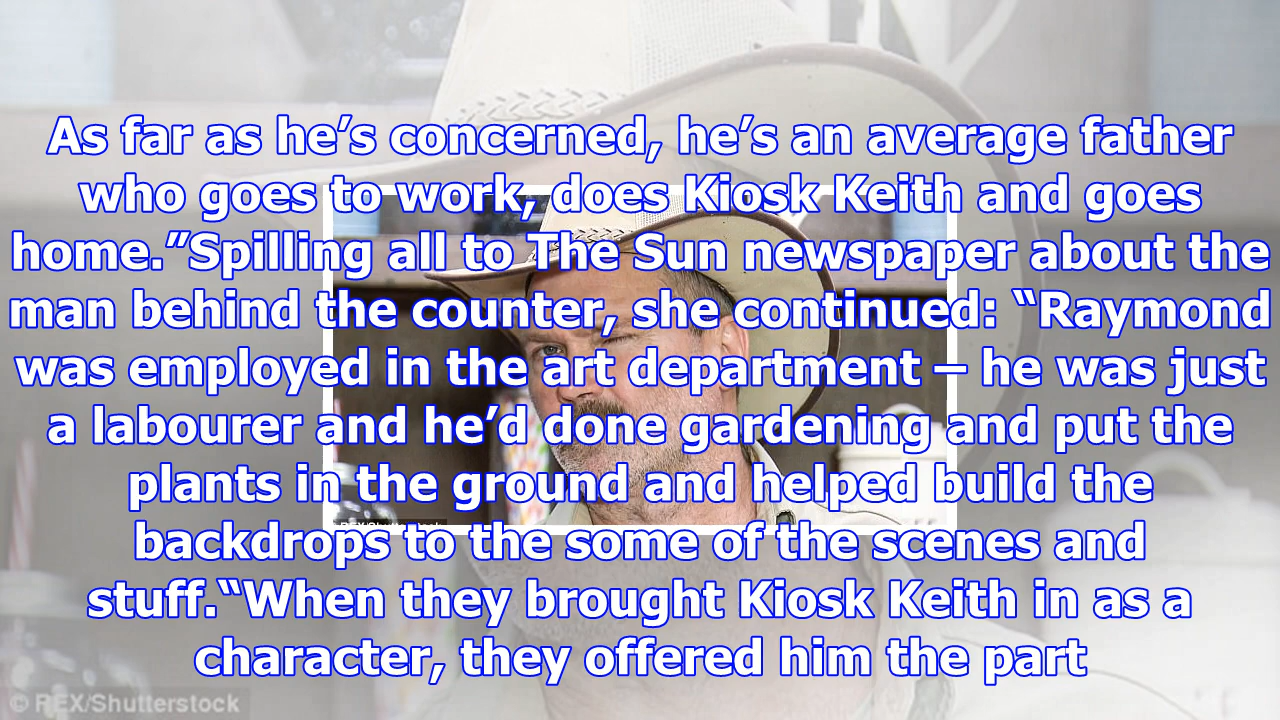 As far as he’s concerned, he’s an average father
who goes to work, does Kiosk Keith and goes
home.”Spilling all to The Sun newspaper about the
man behind the counter, she continued: “Raymond
was employed in the art department – he was just
a labourer and he’d done gardening and put the
plants in the ground and helped build the
backdrops to the some of the scenes and
stuff.“When they brought Kiosk Keith in as a
character, they offered him the part
© REX/Shutterstock